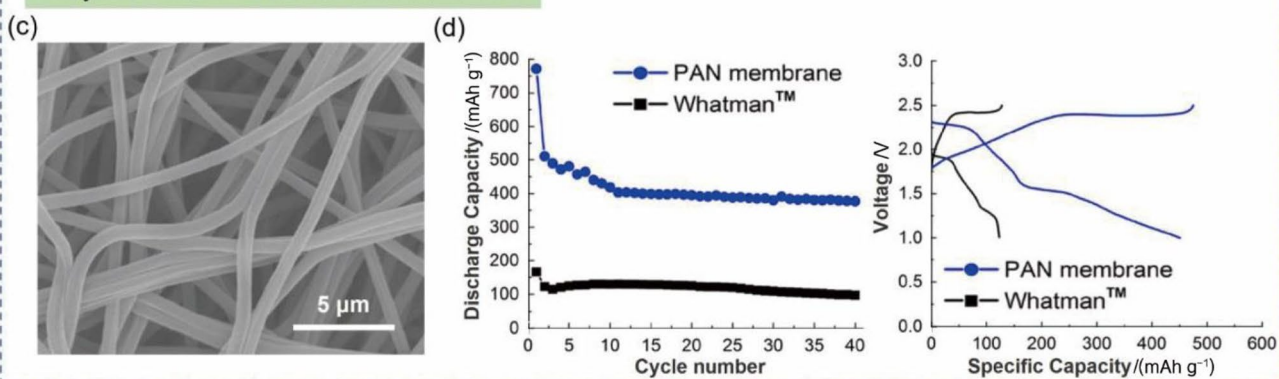 (c)
5 μm
(d)
Discharge Capacity /(mAh g⁻¹)
800
700
600
500
400
300
200
100
0
PAN membrane
Whatman™
0 5 10 15 20 25 30 35 40
Cycle number
Voltage /V
3.0
2.5
2.0
1.5
1.0
0.5
0.0
PAN membrane
Whatman™
0 100 200 300 400 500 600
Specific Capacity/(mAh g⁻¹)